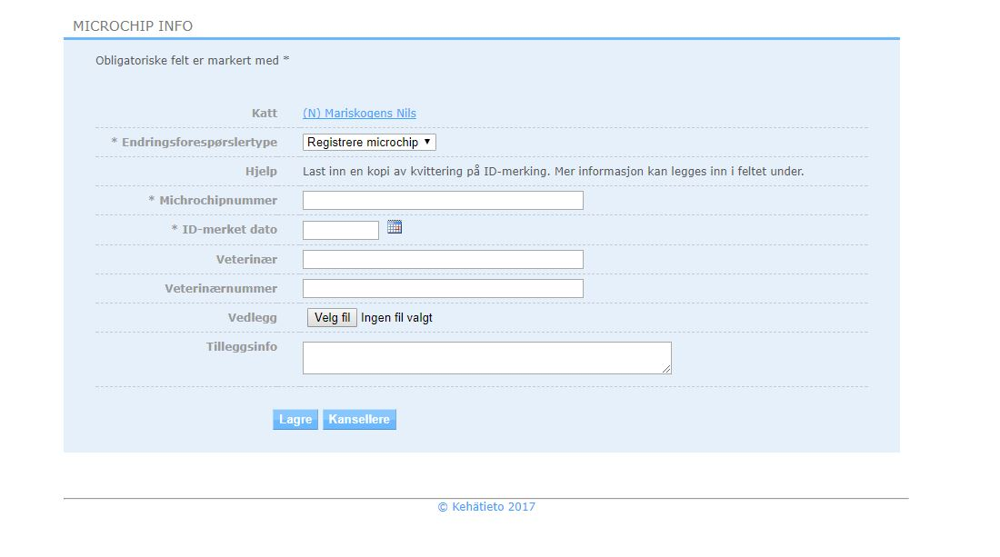 MICROCHIP INFO
Obligatoriske felt er markert med *
Katt (N) Mariskogens Nils
* Endringsforespørslertype Registrere microchip
Hjelp Last inn en kopi av kvittering på ID-merking. Mer informasjon kan legges inn i feltet under.
* Michrochipnummer
* ID-merket dato
Veterinær
Veterinærnummer
Vedlegg Velg fil Ingen fil valgt
Tilleggsinfo
Lagre Kansellere
© Kehätieto 2017